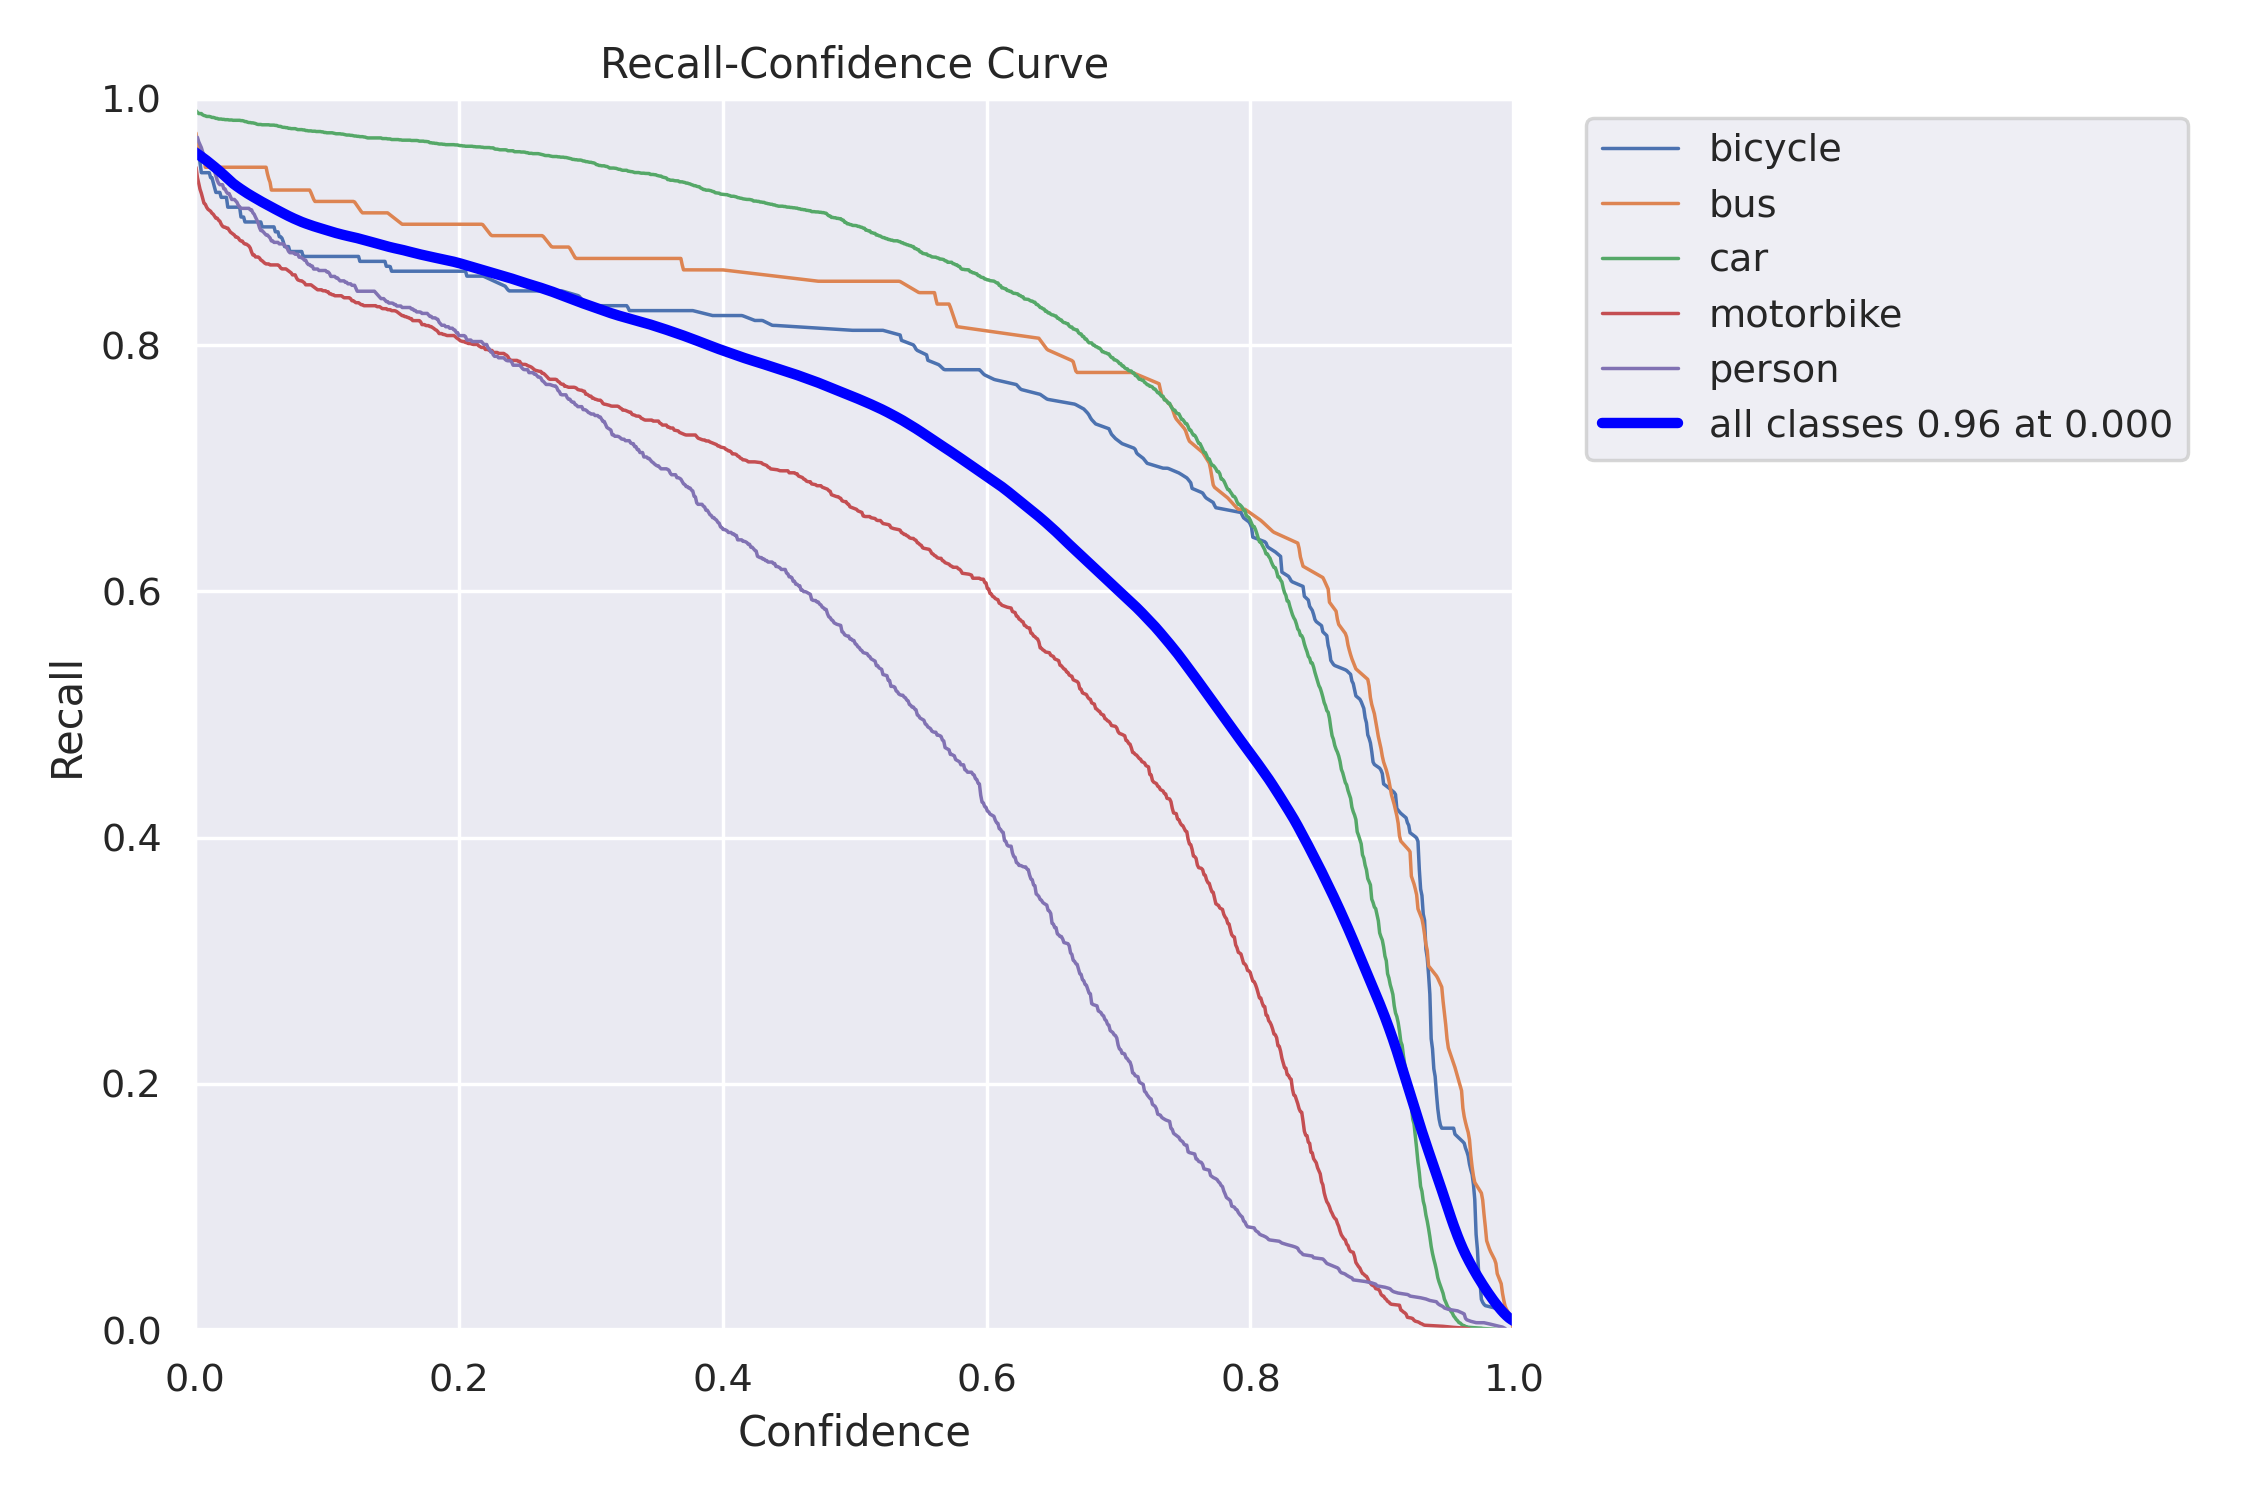 Recall-Confidence Curve
1.0
0.8
0.6
0.4
0.2
0.0
Recall
0.0 0.2 0.4 0.6 0.8 1.0
Confidence
bicycle
bus
car
motorbike
person
all classes 0.96 at 0.000